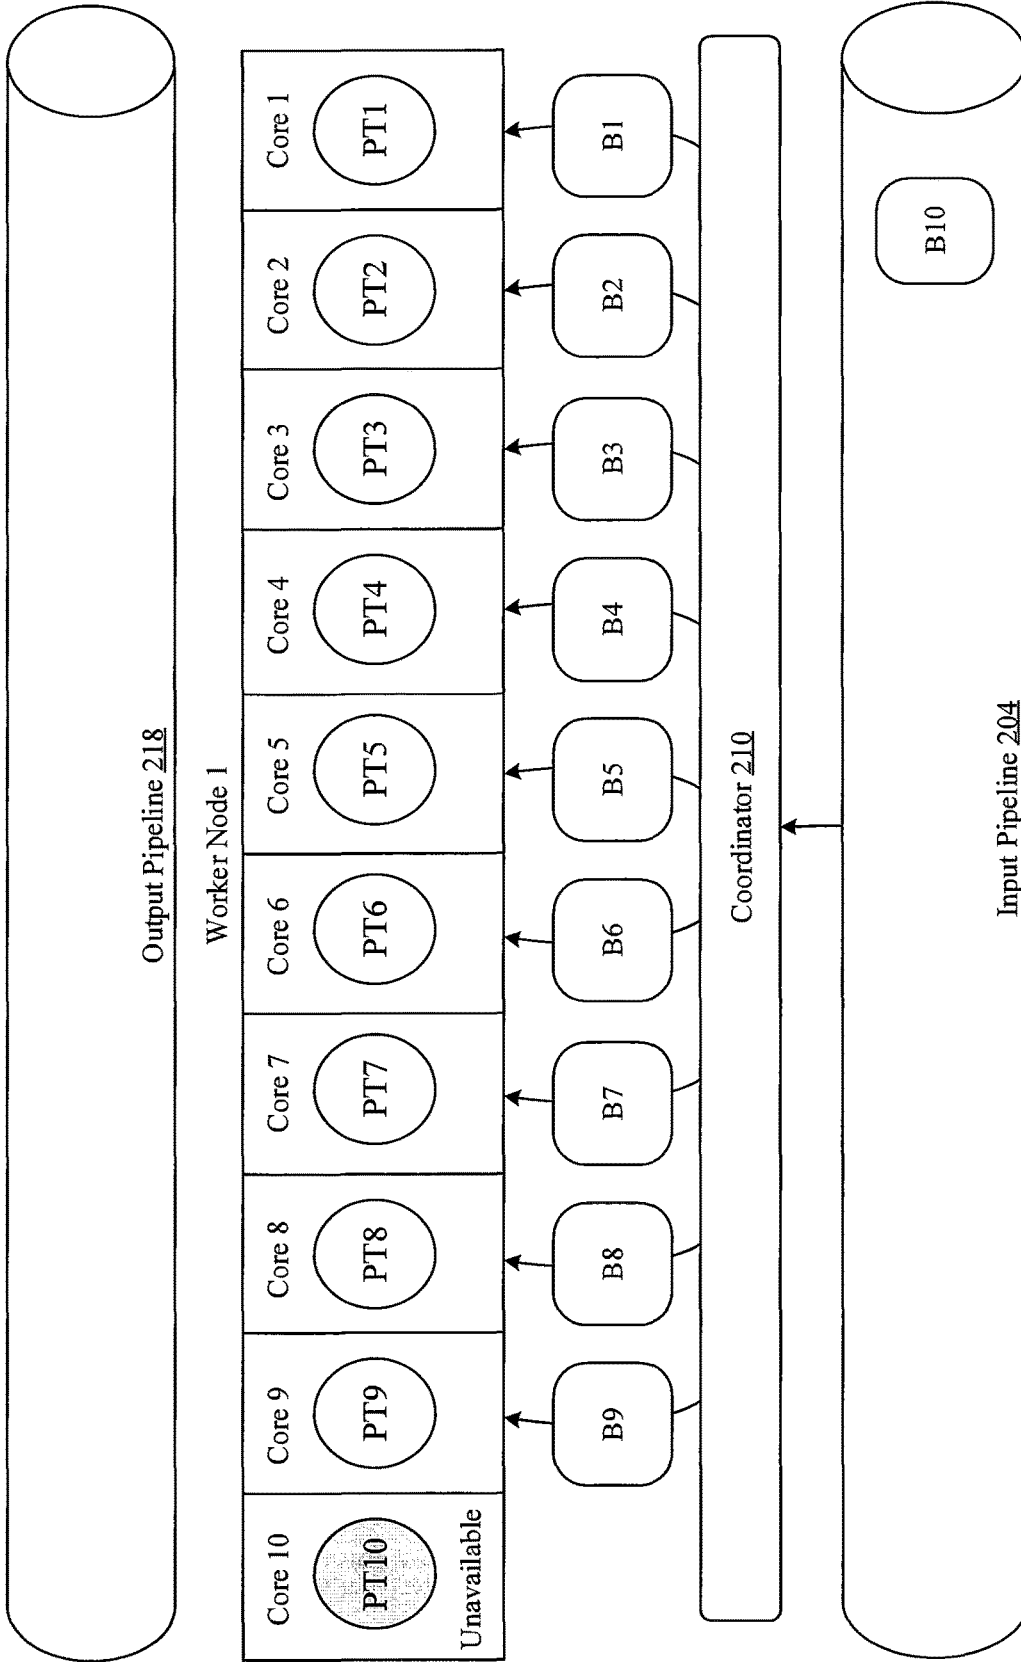 Output Pipeline 218
Worker Node 1
Core 10
Core 9
Core 8
Core 7
Core 6
Core 5
Core 4
Core 3
Core 2
Core 1
PT10
PT9
PT8
PT7
PT6
PT5
PT4
PT3
PT2
PT1
Unavailable
B9
B8
B7
B6
B5
B4
B3
B2
B1
Coordinator 210
B10
Input Pipeline 204